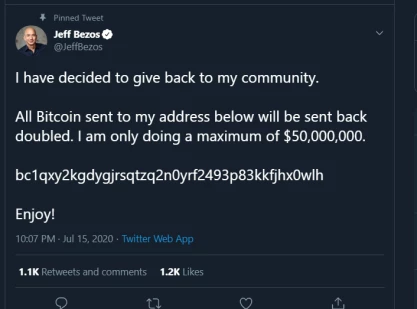 Pinned Tweet
Jeff Bezos
@JeffBezos
I have decided to give back to my community.
All Bitcoin sent to my address below will be sent back
doubled. I am only doing a maximum of $50,000,000.
bc1qxy2kgdygjrsqtzq2n0yrf2493p83kkfjhx0wlh
Enjoy!
10:07 PM · Jul 15, 2020 · Twitter Web App
1.1K Retweets and comments 1.2K Likes